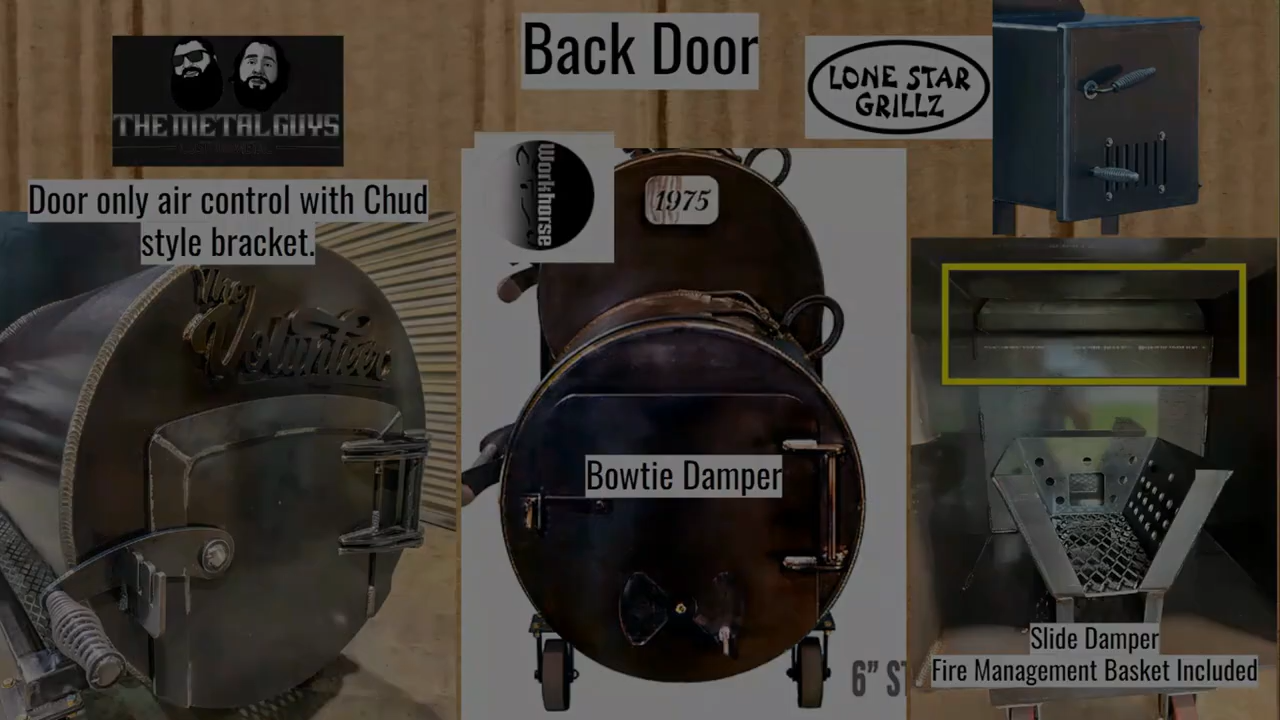 Back Door
THE METAL GUYS
Door only air control with Chud
style bracket.
The
Volunteer
Workhorse
1975
Bowtie Damper
6” ST
LONE STAR
GRILLZ
Slide Damper
Fire Management Basket Included